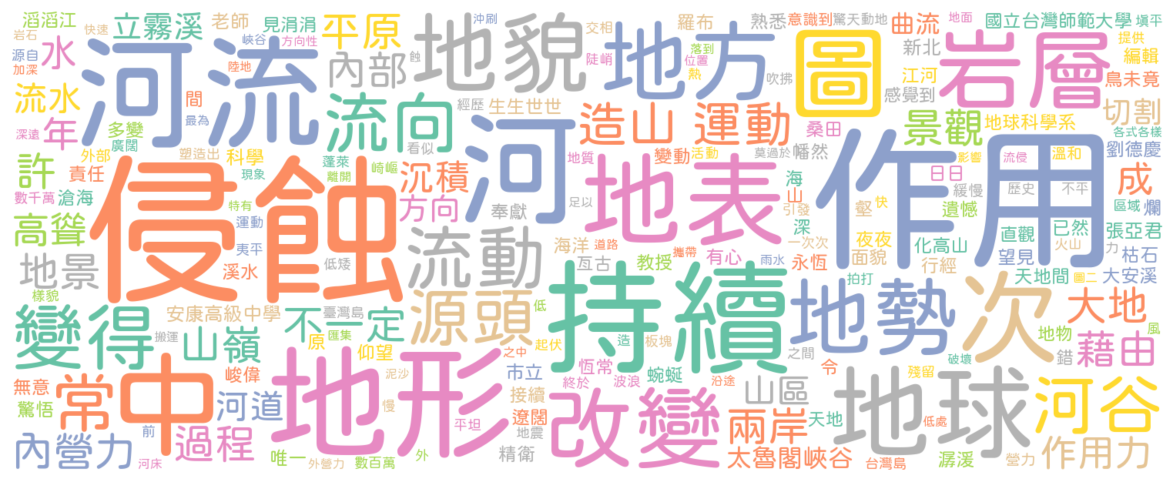 滔滔江 立霧溪 老師 見涓涓 平原 沖刷 地貌 交相 羅布 熟悉 意識到 驚天動地 曲流 地面 國立台灣師範大學 填平
岩石 快速 水 峽谷 方向性 內部 蝕 陡峭 落到 位置 熱 地方 圖 新北 岩層 提供 編輯
源自 加深 陸地 河流 吹拂 江河 感覺到 鳥未竟
流水 間 流向 經歷 生生世世 造山 運動 桑田 景觀 地球科學系 切割
深遠 年 多變 最為 廣闊 看似 河 各式各樣
許 外部 塑造出 科學 蓬萊 崎嶇 地質 變動 活動 莫過於 幡然 作用 影響 流侵 溫和 劉德慶
責任 現象 離開 沉積 地表 海 日日 緩慢 歷史 不平 成
數千萬 滄海 侵蝕 特有 方向 奉獻 足以 山 引發 深 壑 快 遺憾 區域 爛
高聳 運動 夷平 流動 海洋 道路 攜帶 一次次 雨水 夜夜 化高山 直觀 已然 張亞君
地景 溪水 低矮 亙古 教授 有心 永恆 面貌 行經 望見 火山 力 枯石
樣貌 安康高級中學 臺灣島 源頭 低 持續 拍打 地勢 次 天地間 圖二 大安溪
變得 搬運 山嶺 不一定 原 匯集 起伏 造 板塊 之間 大地 風
仰望 之中 恆常 蜿蜒 令 地物 錯 藉由
無意 常 中 峻偉 地形 市立 終於 波浪 沿途 破壞 山區 殘留
驚悟 河道 泥沙 接續 改變 遼闊 兩岸 天地 地球 低處 河谷
內營力 前 過程 慢 平坦 地震 精衛 太魯閣峽谷 台灣島 潺湲 營力 作用力
河床 唯一 外營力 數百萬 外